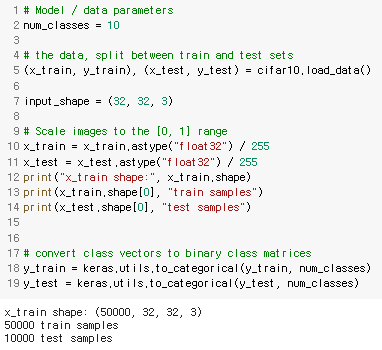 1 # Model / data parameters
2 num_classes = 10
3
4 # the data, split between train and test sets
5 (x_train, y_train), (x_test, y_test) = cifar10.load_data()
6
7 input_shape = (32, 32, 3)
8
9 # Scale images to the [0, 1] range
10 x_train = x_train.astype("float32") / 255
11 x_test = x_test.astype("float32") / 255
12 print("x_train shape:", x_train.shape)
13 print(x_train.shape[0], "train samples")
14 print(x_test.shape[0], "test samples")
15
16
17 # convert class vectors to binary class matrices
18 y_train = keras.utils.to_categorical(y_train, num_classes)
19 y_test = keras.utils.to_categorical(y_test, num_classes)
x_train shape: (50000, 32, 32, 3)
50000 train samples
10000 test samples